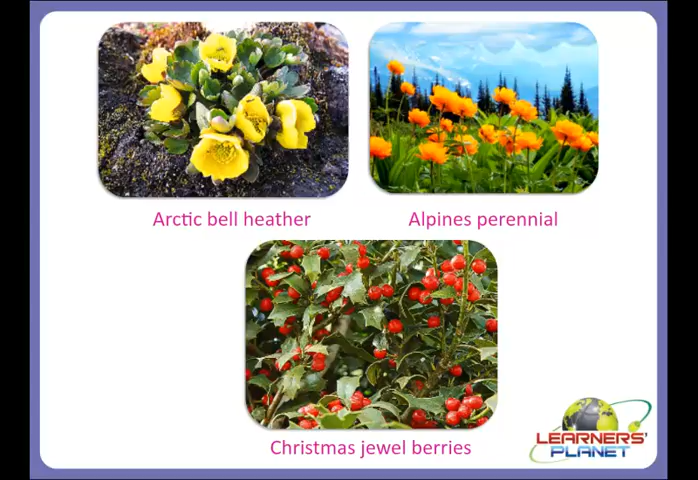 Arctic bell heather
Alpines perennial
Christmas jewel berries
LEARNERS'
PLANET